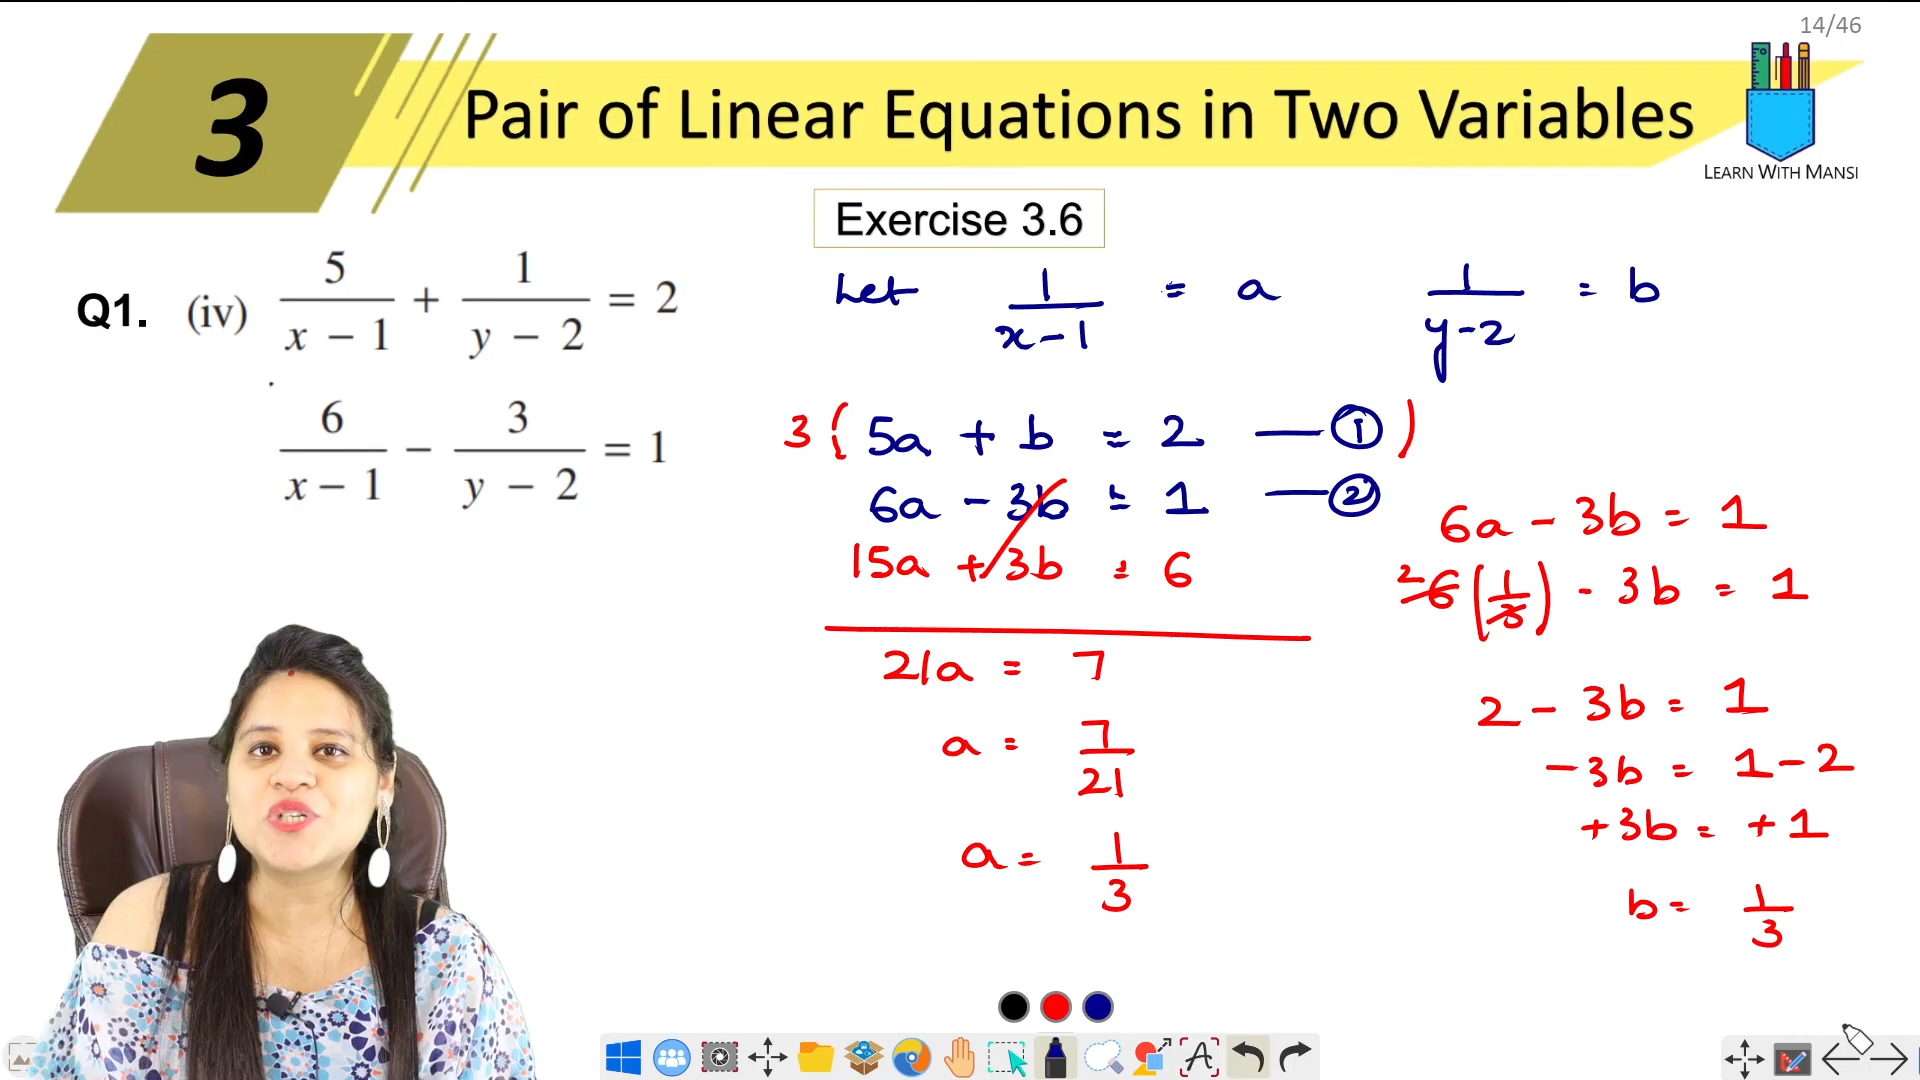 14/46
3 Pair of Linear Equations in Two Variables
LEARN WITH MANSI
Exercise 3.6
Q1. (iv) 5/(x − 1) + 1/(y − 2) = 2
6/(x − 1) − 3/(y − 2) = 1
Let 1/(x-1) = a 1/(y-2) = b
3 ( 5a + b = 2 — ① )
6a - 3b = 1 — ②
15a + 3b = 6
21a = 7
a = 7/21
a = 1/3
6a - 3b = 1
2 6 (1/3) - 3b = 1
2 - 3b = 1
-3b = 1-2
+3b = +1
b = 1/3